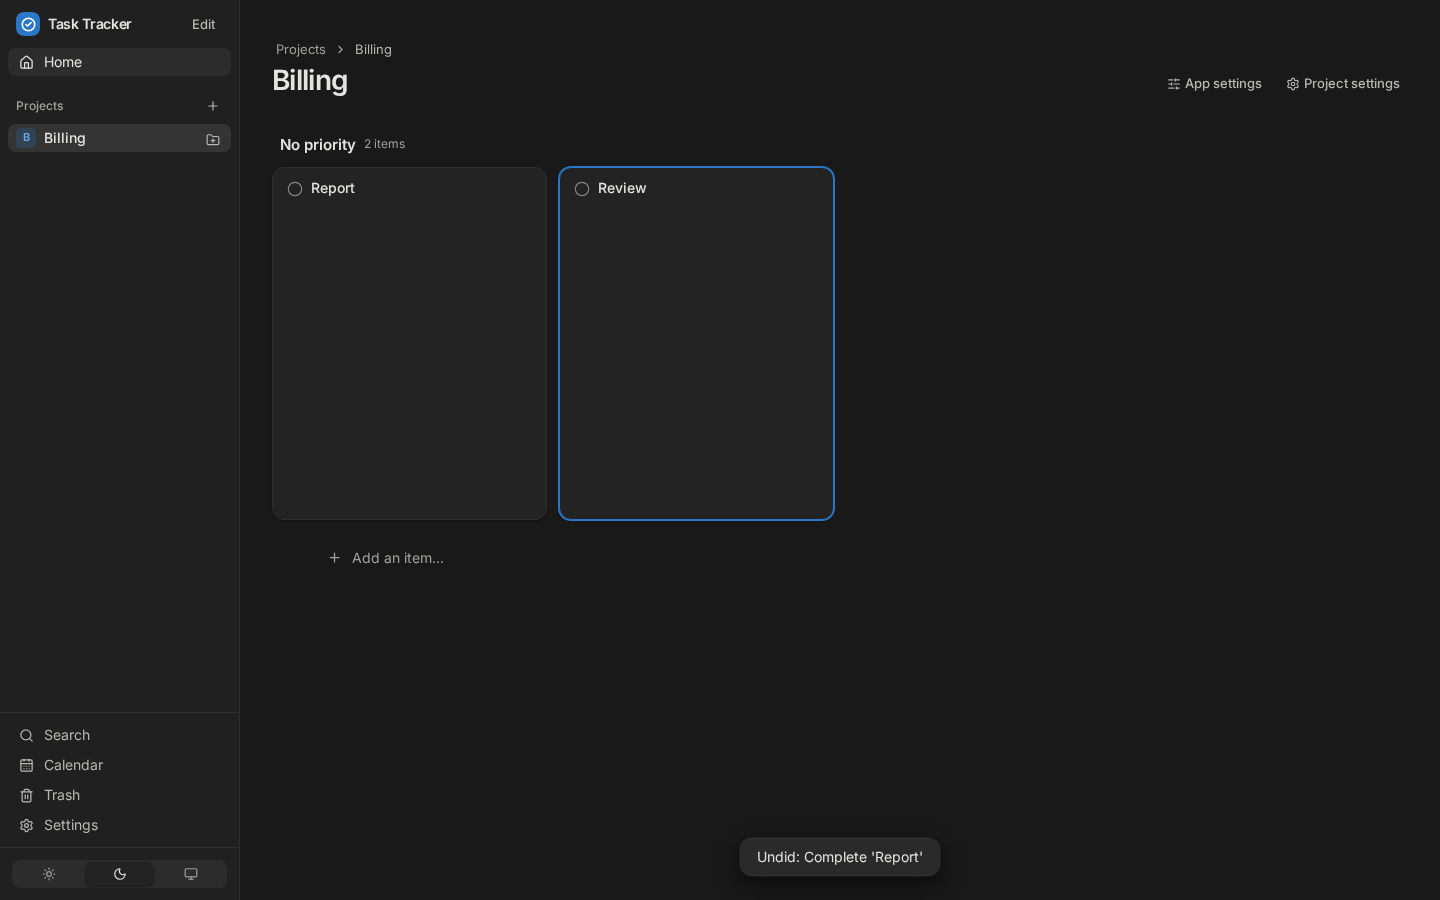 Task Tracker
Edit
Home
Projects
B Billing
Search
Calendar
Trash
Settings
Projects > Billing
Billing
App settings
Project settings
No priority 2 items
Report
Review
Add an item...
Undid: Complete 'Report'